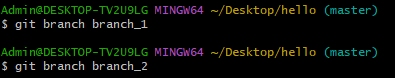 Admin@DESKTOP-TV2U9LG MINGW64 ~/Desktop/hello (master)
$ git branch branch_1
Admin@DESKTOP-TV2U9LG MINGW64 ~/Desktop/hello (master)
$ git branch branch_2